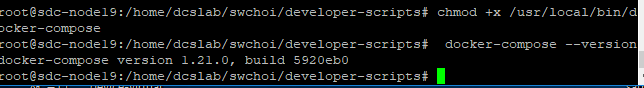 root@sdc-node19:/home/dcslab/swchoi/developer-scripts# chmod +x /usr/local/bin/d
ocker-compose
root@sdc-node19:/home/dcslab/swchoi/developer-scripts#  docker-compose --version
docker-compose version 1.21.0, build 5920eb0
root@sdc-node19:/home/dcslab/swchoi/developer-scripts#